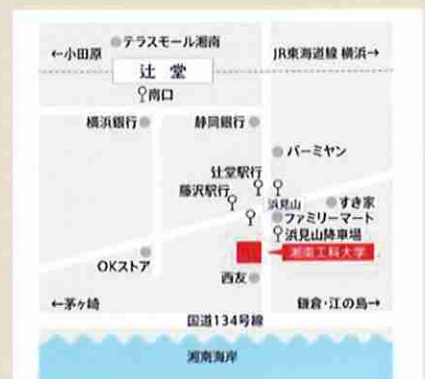 テラスモール湘南
←小田原
JR東海道線 横浜→
辻 堂
南口
横浜銀行
静岡銀行
バーミヤン
辻堂駅行
藤沢駅行
浜見山
すき家
ファミリーマート
浜見山降車場
湘南工科大学
OKストア
西友
←茅ヶ崎
鎌倉・江の島→
国道134号線
湘南海岸